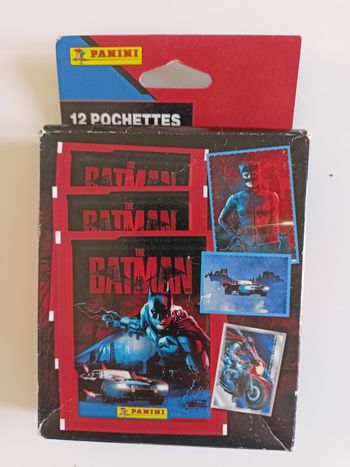 PANINI
12 POCHETTES
THE
BATMAN
THE
BATMAN
THE
BATMAN
PANINI